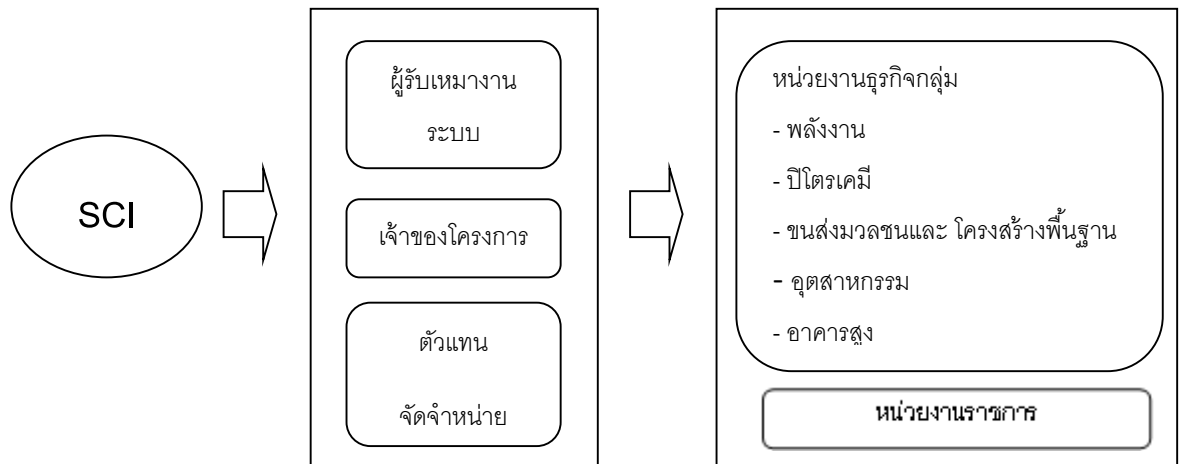 SCI
ผู้รับเหมางาน
ระบบ
เจ้าของโครงการ
ตัวแทน
จัดจำหน่าย
หน่วยงานธุรกิจกลุ่ม
- พลังงาน
- ปิโตรเคมี
- ขนส่งมวลชนและ โครงสร้างพื้นฐาน
- อุตสาหกรรม
- อาคารสูง
หน่วยงานราชการ